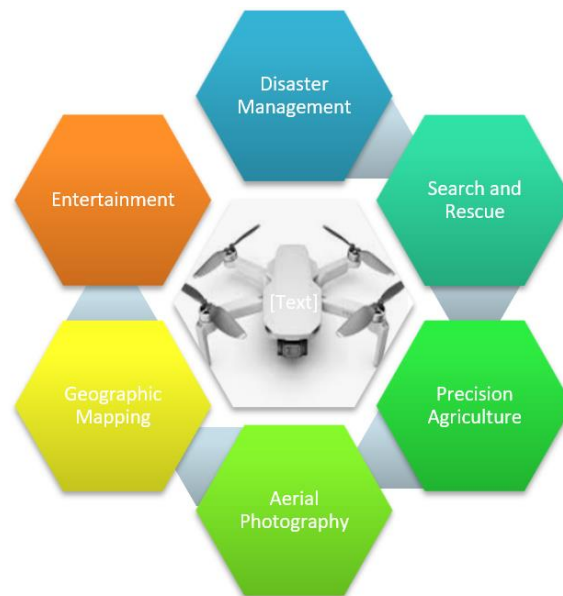 Disaster
Management
Search and
Rescue
Precision
Agriculture
Aerial
Photography
Geographic
Mapping
Entertainment
[Text]